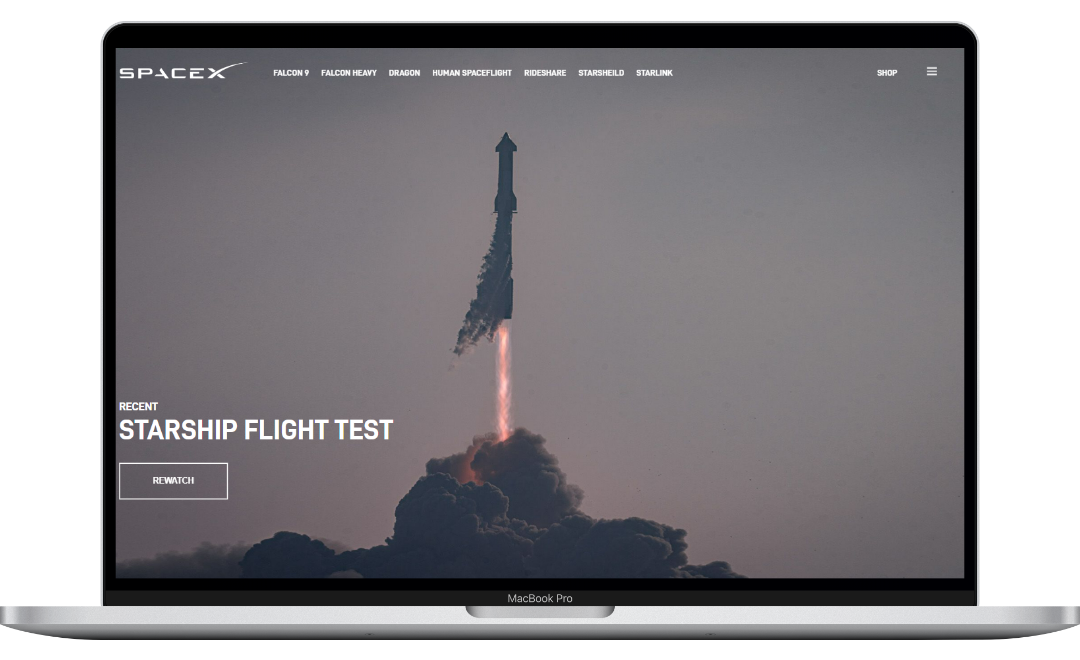 SPACEX FALCON 9 FALCON HEAVY DRAGON HUMAN SPACEFLIGHT RIDESHARE STARSHEILD STARLINK SHOP
RECENT
STARSHIP FLIGHT TEST
REWATCH
MacBook Pro